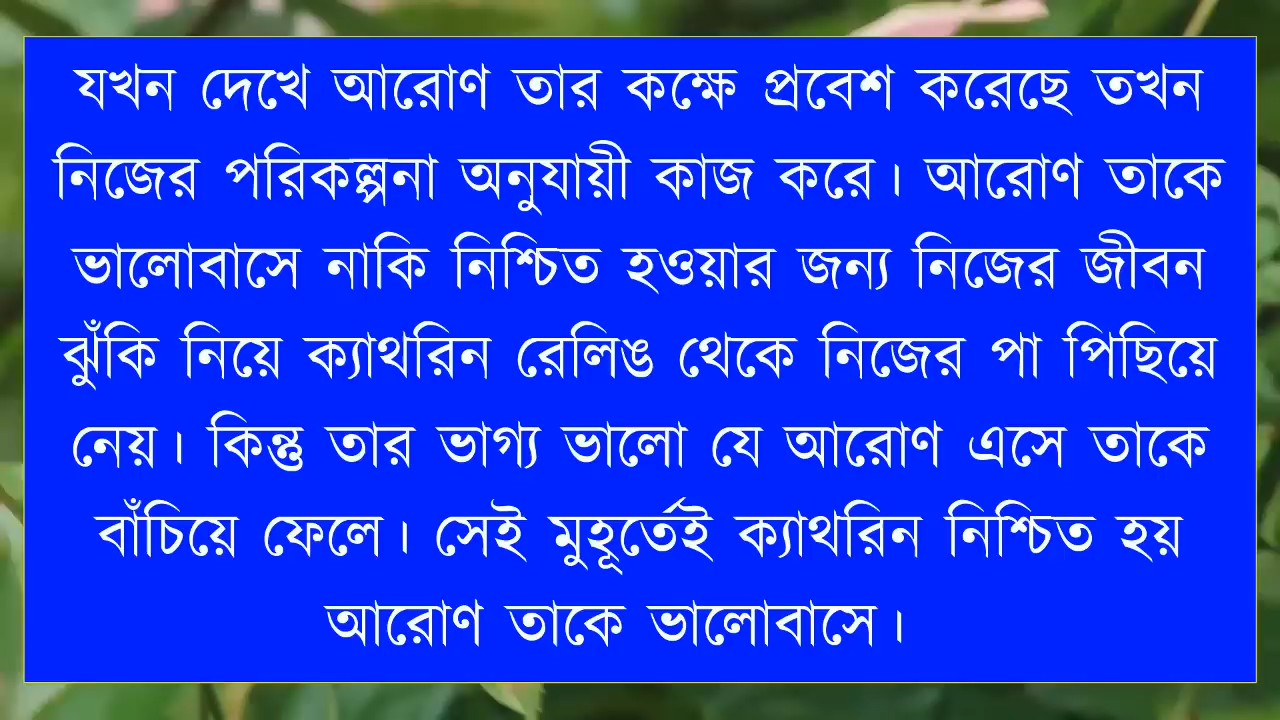 যখন দেখে আরোণ তার কক্ষে প্রবেশ করেছে তখন
নিজের পরিকল্পনা অনুযায়ী কাজ করে। আরোণ তাকে
ভালোবাসে নাকি নিশ্চিত হওয়ার জন্য নিজের জীবন
ঝুঁকি নিয়ে ক্যাথরিন রেলিঙ থেকে নিজের পা পিছিয়ে
নেয়। কিন্তু তার ভাগ্য ভালো যে আরোণ এসে তাকে
বাঁচিয়ে ফেলে। সেই মুহূর্তেই ক্যাথরিন নিশ্চিত হয়
আরোণ তাকে ভালোবাসে।